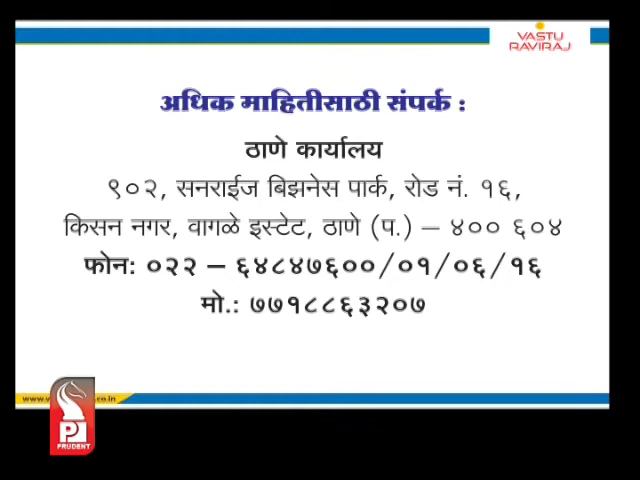 VASTU
RAVIRAJ
अधिक माहितीसाठी संपर्क :
ठाणे कार्यालय
९०२, सनराईज बिझनेस पार्क, रोड नं. १६,
किसन नगर, वागळे इस्टेट, ठाणे (प.) – ४०० ६०४
फोन: ०२२ – ६४८४७६००/०१/०६/१६
मो.: ७७१८८६३२०७
PRUDENT